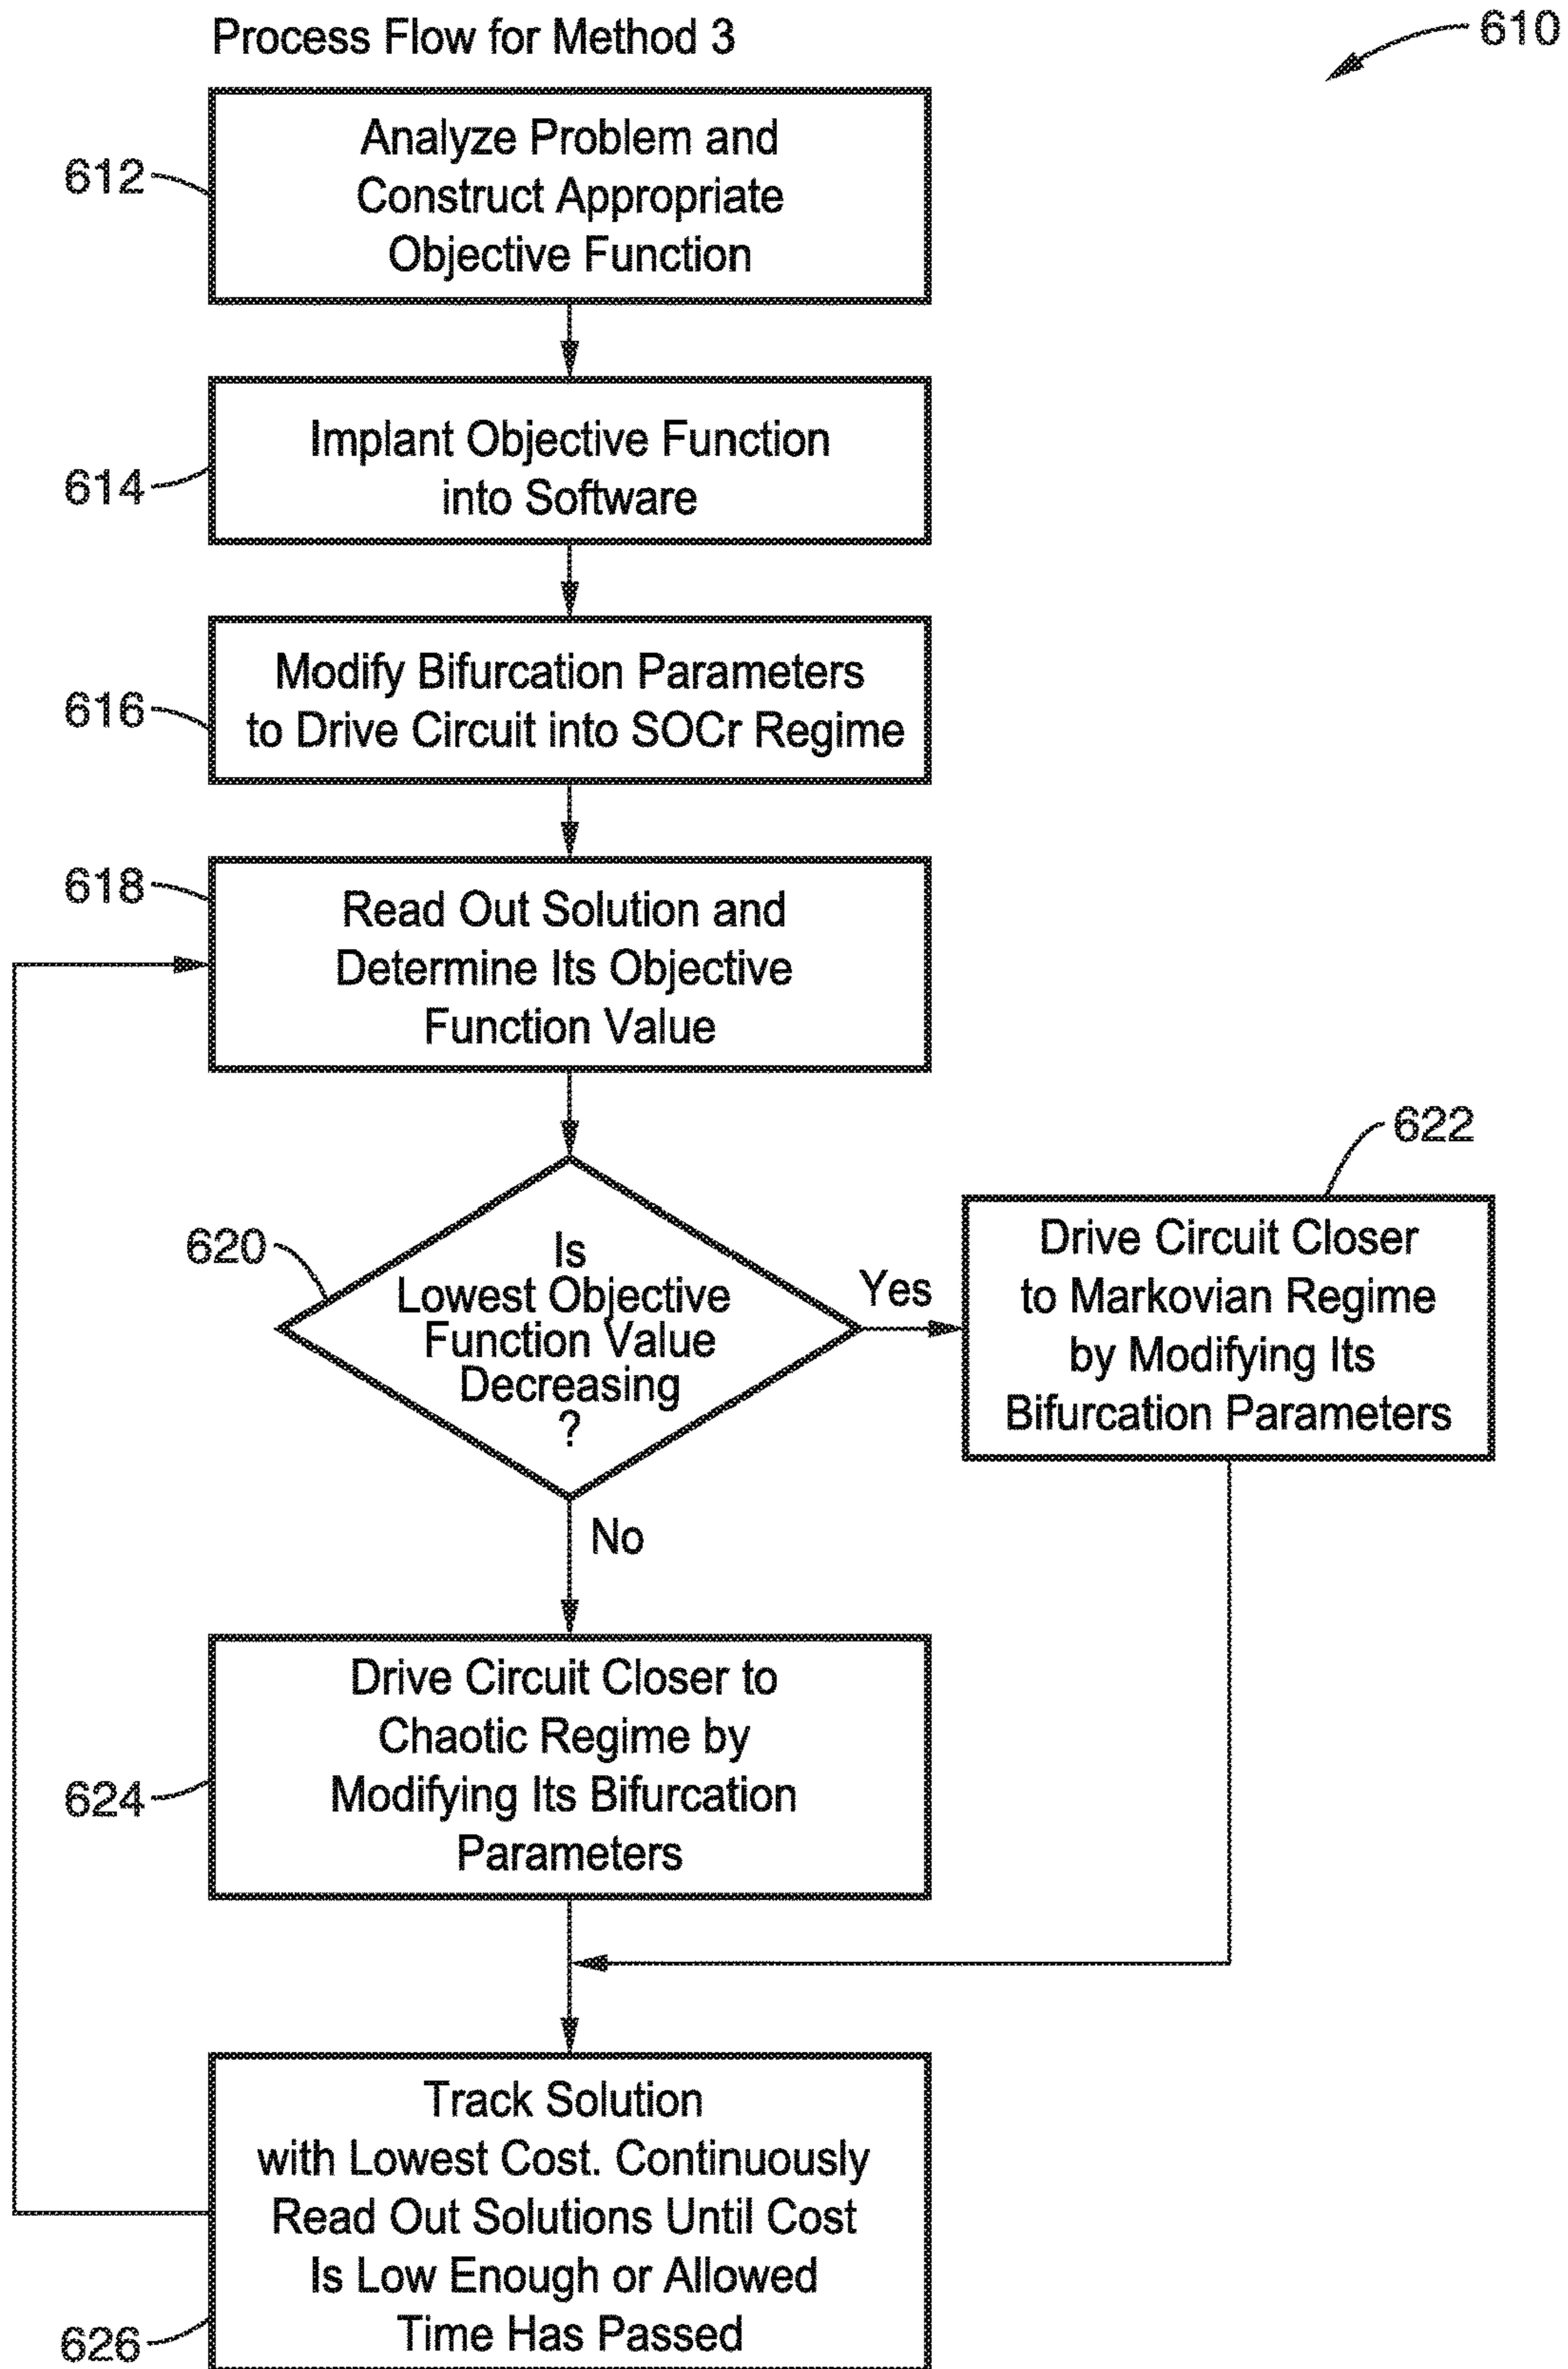 Process Flow for Method 3
610
612
Analyze Problem and
Construct Appropriate
Objective Function
614
Implant Objective Function
into Software
616
Modify Bifurcation Parameters
to Drive Circuit into SOCr Regime
618
Read Out Solution and
Determine Its Objective
Function Value
620
Is
Lowest Objective
Function Value
Decreasing
?
Yes
622
Drive Circuit Closer
to Markovian Regime
by Modifying Its
Bifurcation Parameters
No
624
Drive Circuit Closer to
Chaotic Regime by
Modifying Its Bifurcation
Parameters
626
Track Solution
with Lowest Cost. Continuously
Read Out Solutions Until Cost
Is Low Enough or Allowed
Time Has Passed